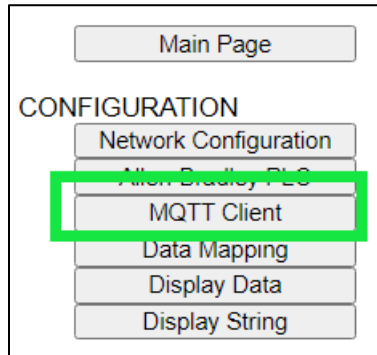 Main Page
CONFIGURATION
Network Configuration
Allen-Bradley PLC
MQTT Client
Data Mapping
Display Data
Display String